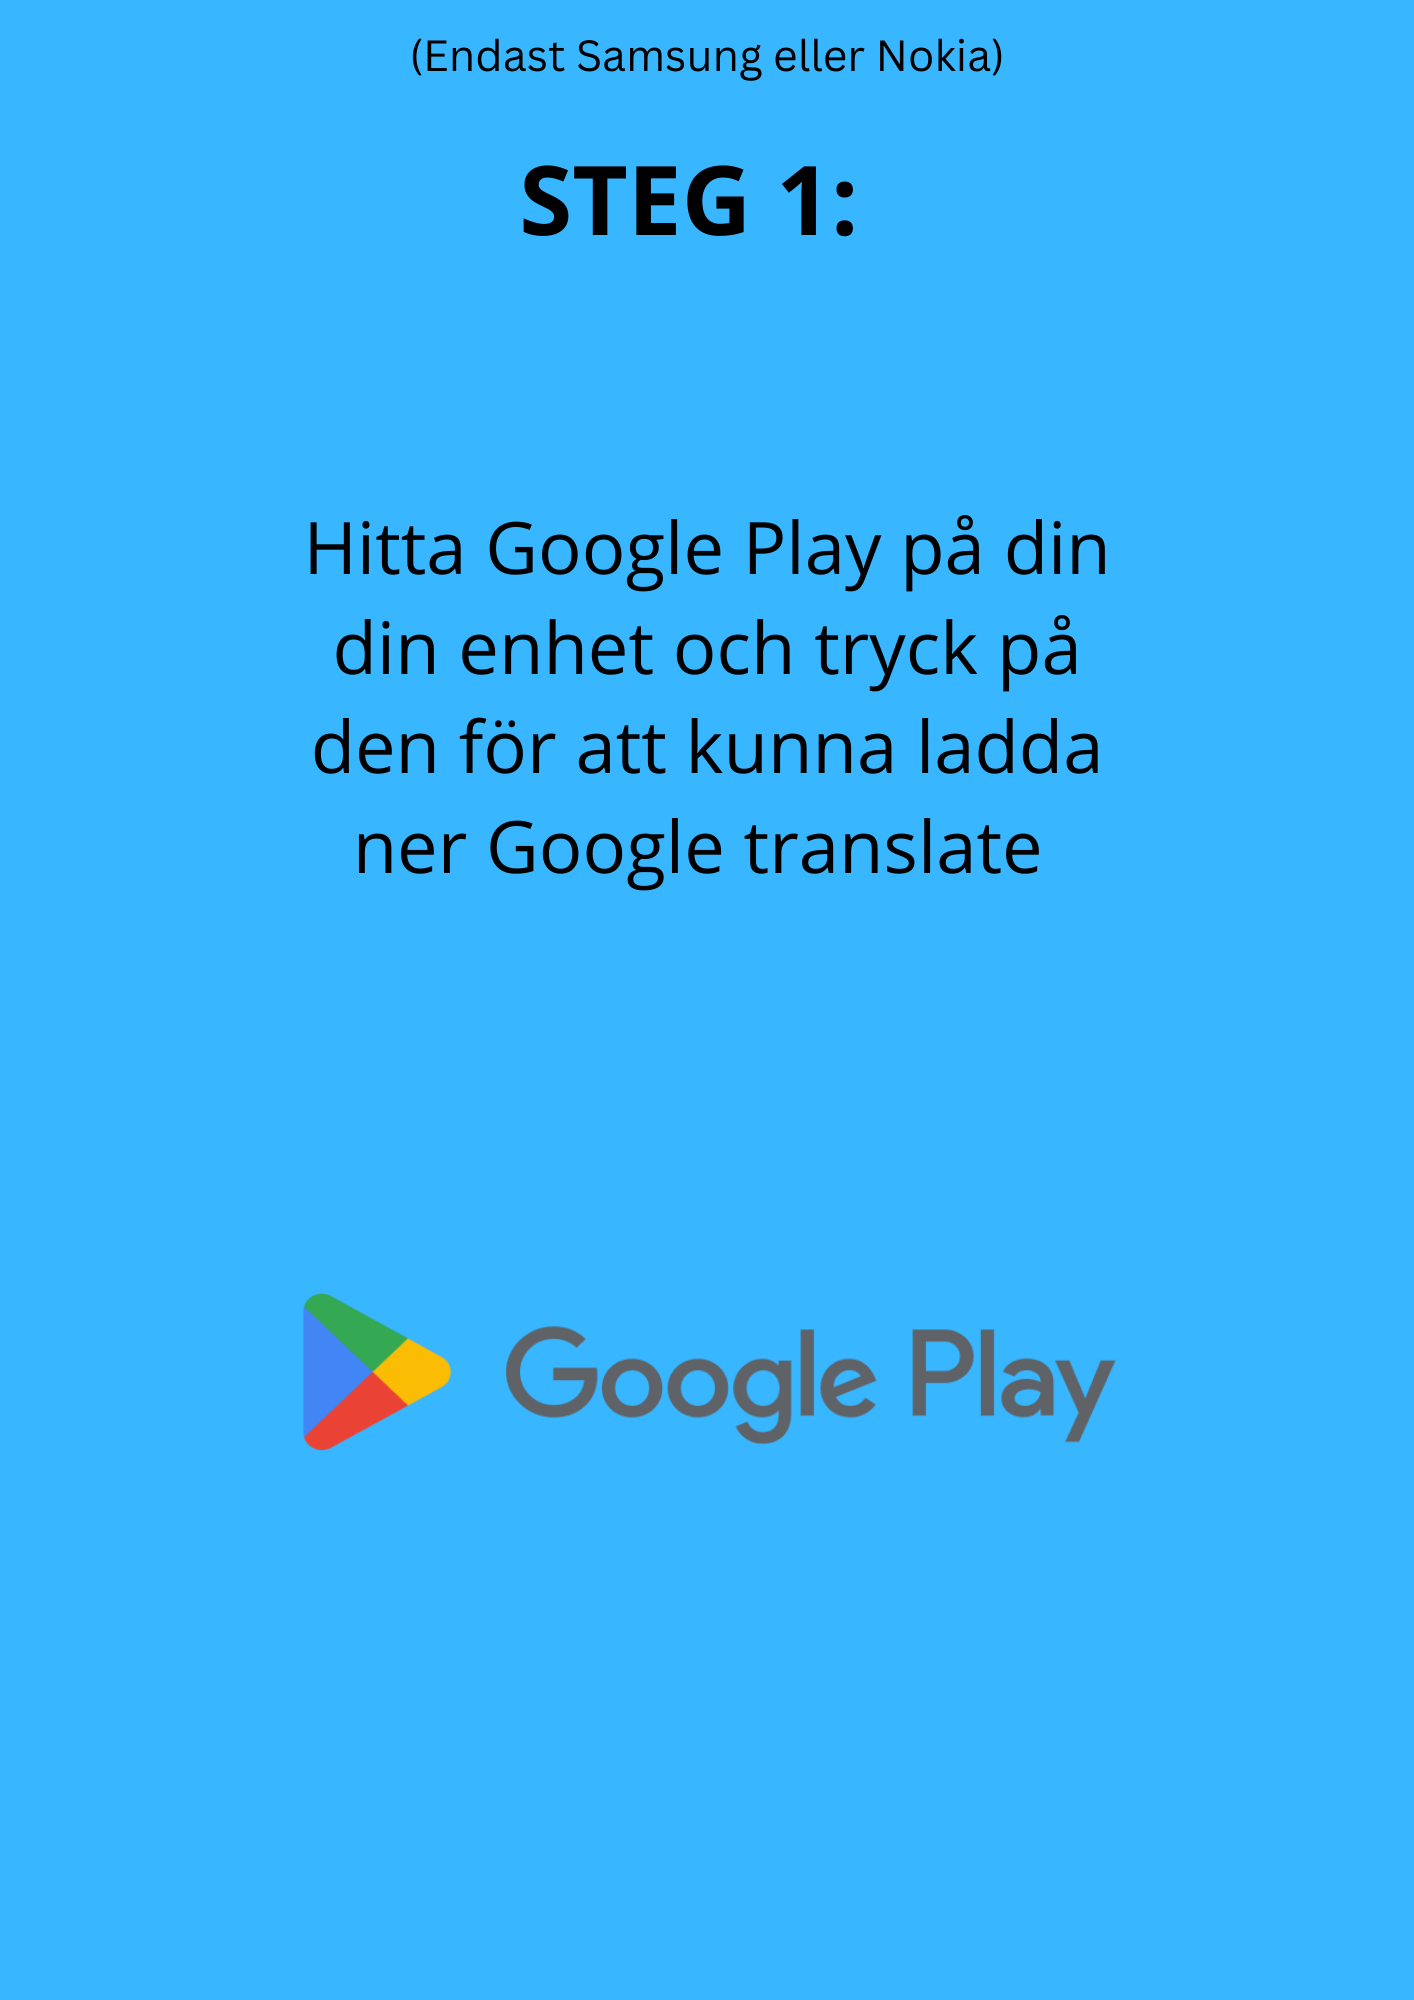 (Endast Samsung eller Nokia)
STEG 1:
Hitta Google Play på din
din enhet och tryck på
den för att kunna ladda
ner Google translate
Google Play